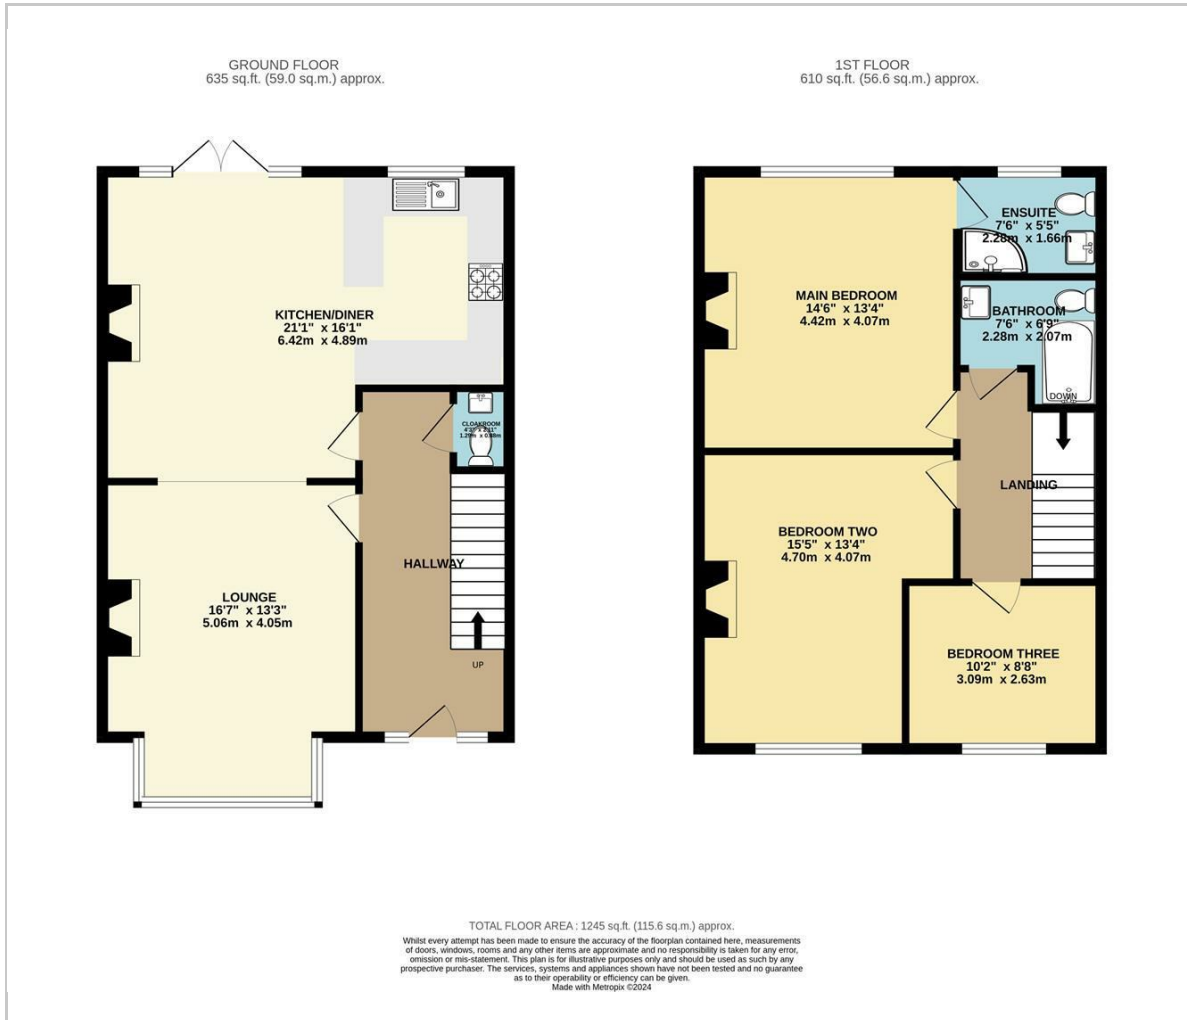 GROUND FLOOR
635 sq.ft. (59.0 sq.m.) approx.
KITCHEN/DINER
21'1" x 16'1"
6.42m x 4.89m
CLOAKROOM
LOUNGE
16'7" x 13'3"
5.06m x 4.05m
HALLWAY
UP
1ST FLOOR
610 sq.ft. (56.6 sq.m.) approx.
ENSUITE
7'6" x 5'5"
2.28m x 1.66m
MAIN BEDROOM
14'6" x 13'4"
4.42m x 4.07m
BATHROOM
7'6" x 6'9"
2.28m x 2.07m
DOWN
LANDING
BEDROOM TWO
15'5" x 13'4"
4.70m x 4.07m
BEDROOM THREE
10'2" x 8'8"
3.09m x 2.63m
TOTAL FLOOR AREA : 1245 sq.ft. (115.6 sq.m.) approx.
Whilst every attempt has been made to ensure the accuracy of the floorplan contained here, measurements
of doors, windows, rooms and any other items are approximate and no responsibility is taken for any error,
omission or mis-statement. This plan is for illustrative purposes only and should be used as such by any
prospective purchaser. The services, systems and appliances shown have not been tested and no guarantee
as to their operability or efficiency can be given.
Made with Metropix ©2024